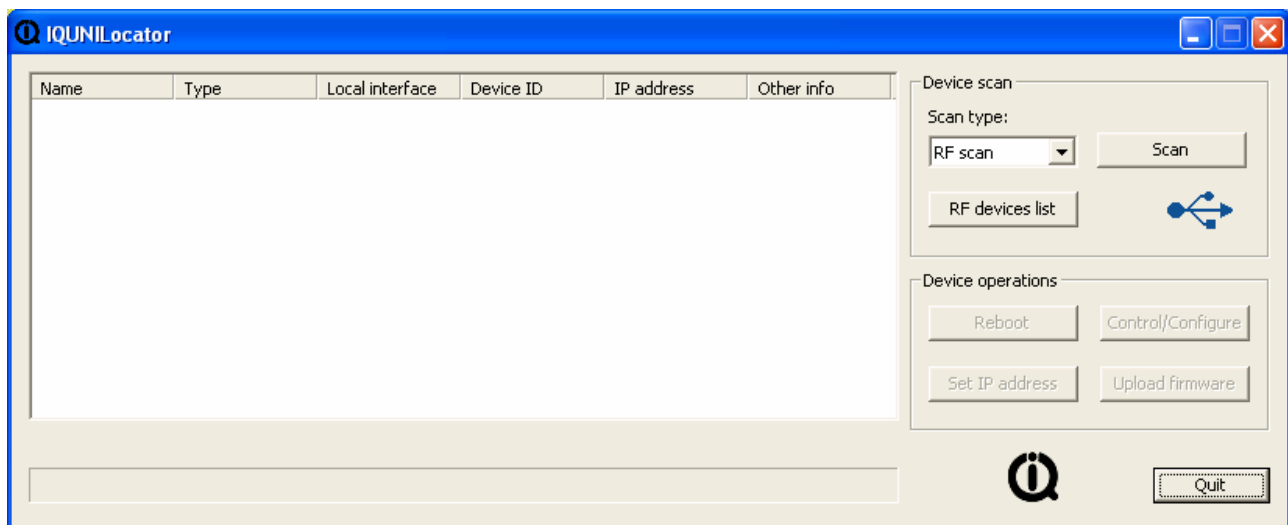 IQUNILocator
Name Type Local interface Device ID IP address Other info
Device scan
Scan type:
RF scan Scan
RF devices list
Device operations
Reboot Control/Configure
Set IP address Upload firmware
Quit